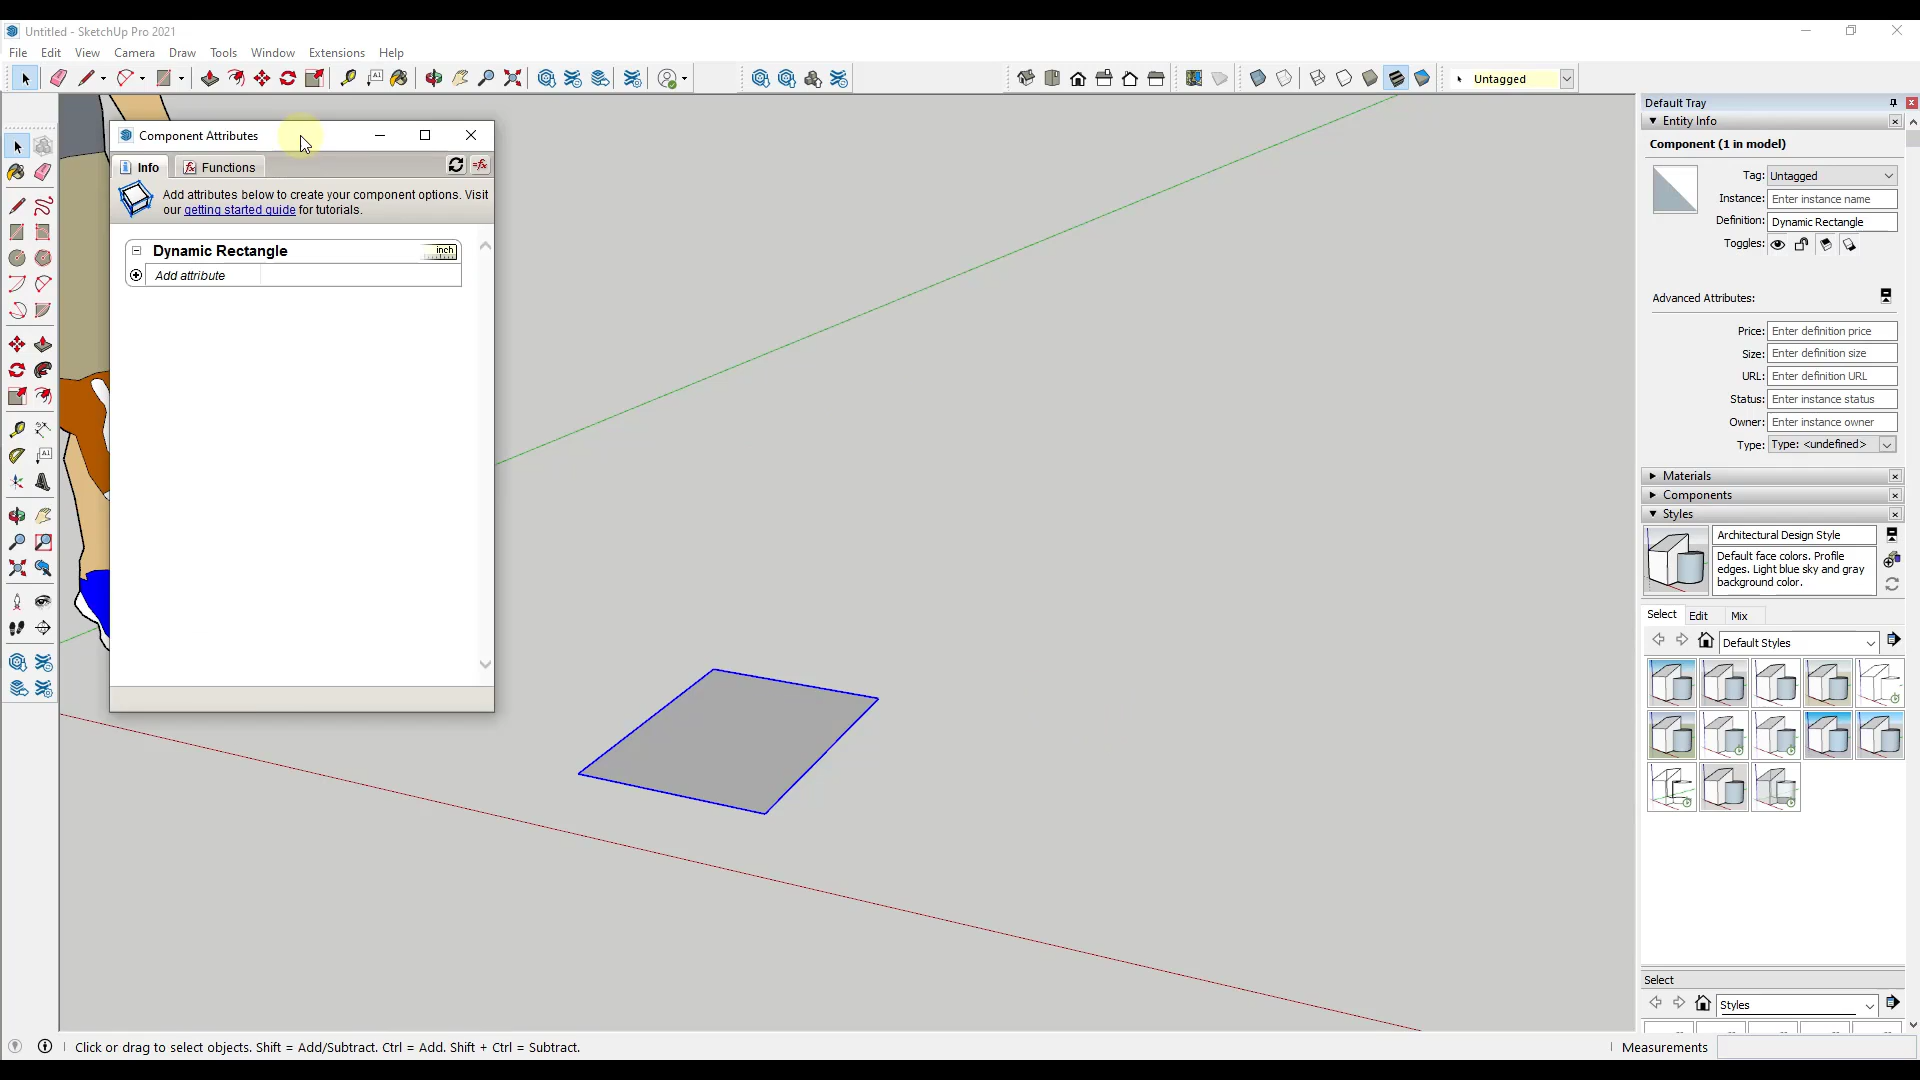 Untitled - SketchUp Pro 2021
File Edit View Camera Draw Tools Window Extensions Help
Untagged
Component Attributes
Info Functions
Add attributes below to create your component options. Visit
our getting started guide for tutorials.
Dynamic Rectangle inch
Add attribute
Default Tray
Entity Info
Component (1 in model)
Tag: Untagged
Instance: Enter instance name
Definition: Dynamic Rectangle
Toggles:
Advanced Attributes:
Price: Enter definition price
Size: Enter definition size
URL: Enter definition URL
Status: Enter instance status
Owner: Enter instance owner
Type: Type: <undefined>
Materials
Components
Styles
Architectural Design Style
Default face colors. Profile
edges. Light blue sky and gray
background color.
Select Edit Mix
Default Styles
Select
Styles
Click or drag to select objects. Shift = Add/Subtract. Ctrl = Add. Shift + Ctrl = Subtract.
Measurements